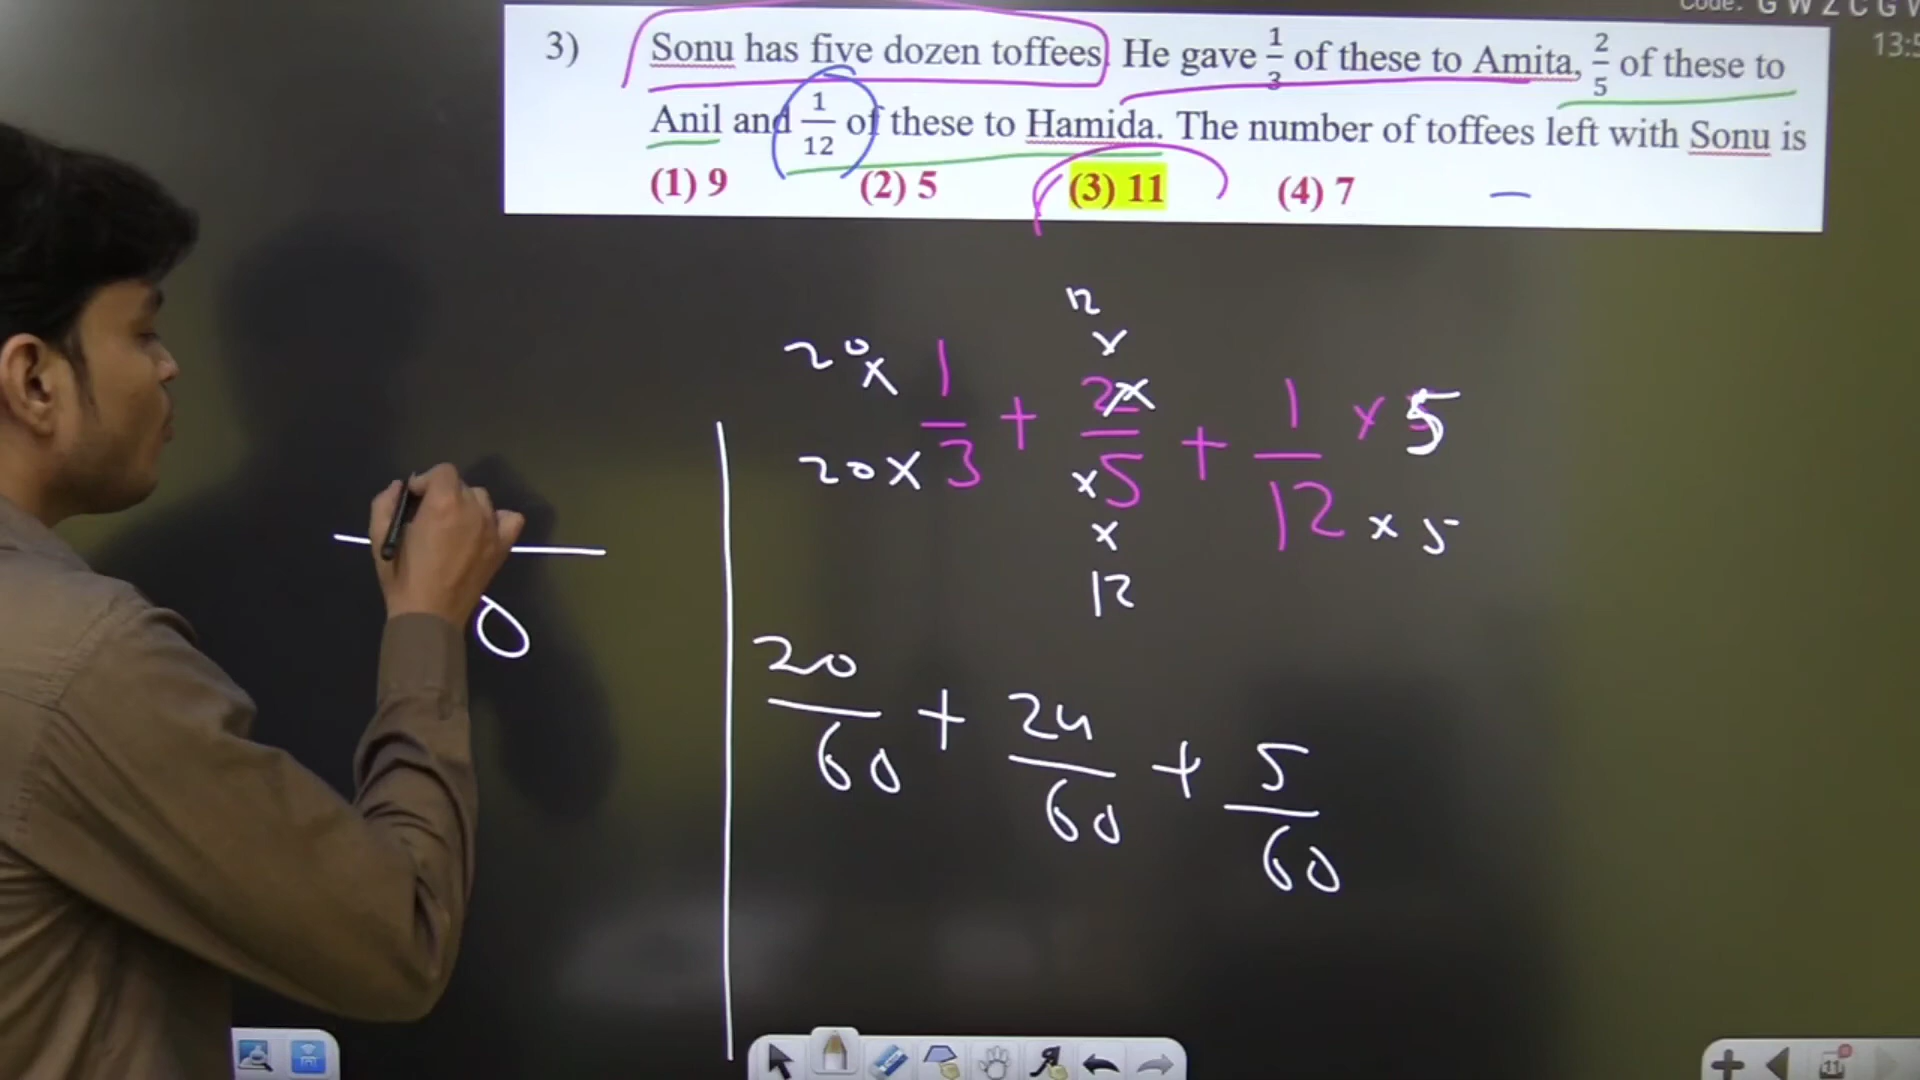 Code: G W Z C G
13:5
3) Sonu has five dozen toffees. He gave 1/3 of these to Amita, 2/5 of these to
Anil and 1/12 of these to Hamida. The number of toffees left with Sonu is
(1) 9 (2) 5 (3) 11 (4) 7 —
12
×
20 × 1/3 + 2/5 + 1/12 × 5
20 × × × 5
×
12
20/60 + 24/60 + 5/60
0
11